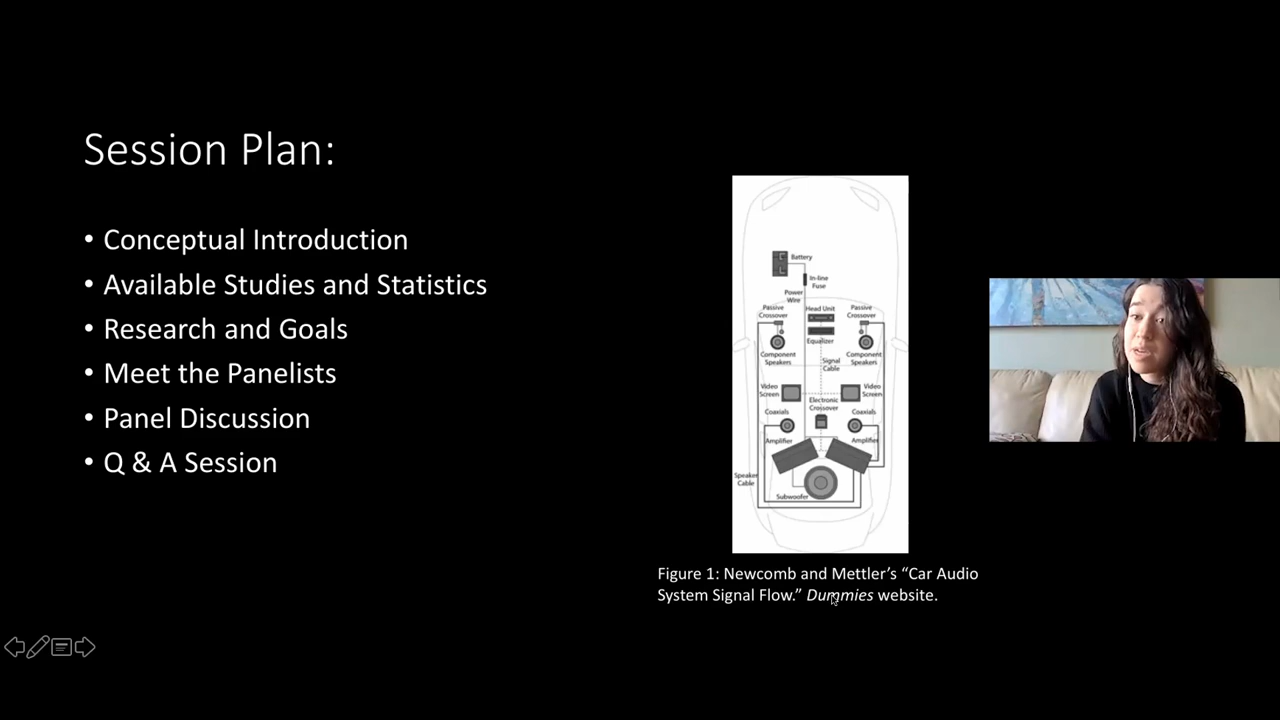 Session Plan:
• Conceptual Introduction
• Available Studies and Statistics
• Research and Goals
• Meet the Panelists
• Panel Discussion
• Q & A Session
Battery
In-line
Fuse
Power
Wire
Passive
Crossover
Head Unit
Passive
Crossover
Equalizer
Component
Speakers
Signal
Cable
Component
Speakers
Video
Screen
Video
Screen
Electronic
Crossover
Coaxials
Coaxials
Amplifier
Amplifier
Speaker
Cable
Subwoofer
Figure 1: Newcomb and Mettler’s “Car Audio
System Signal Flow.” Dummies website.